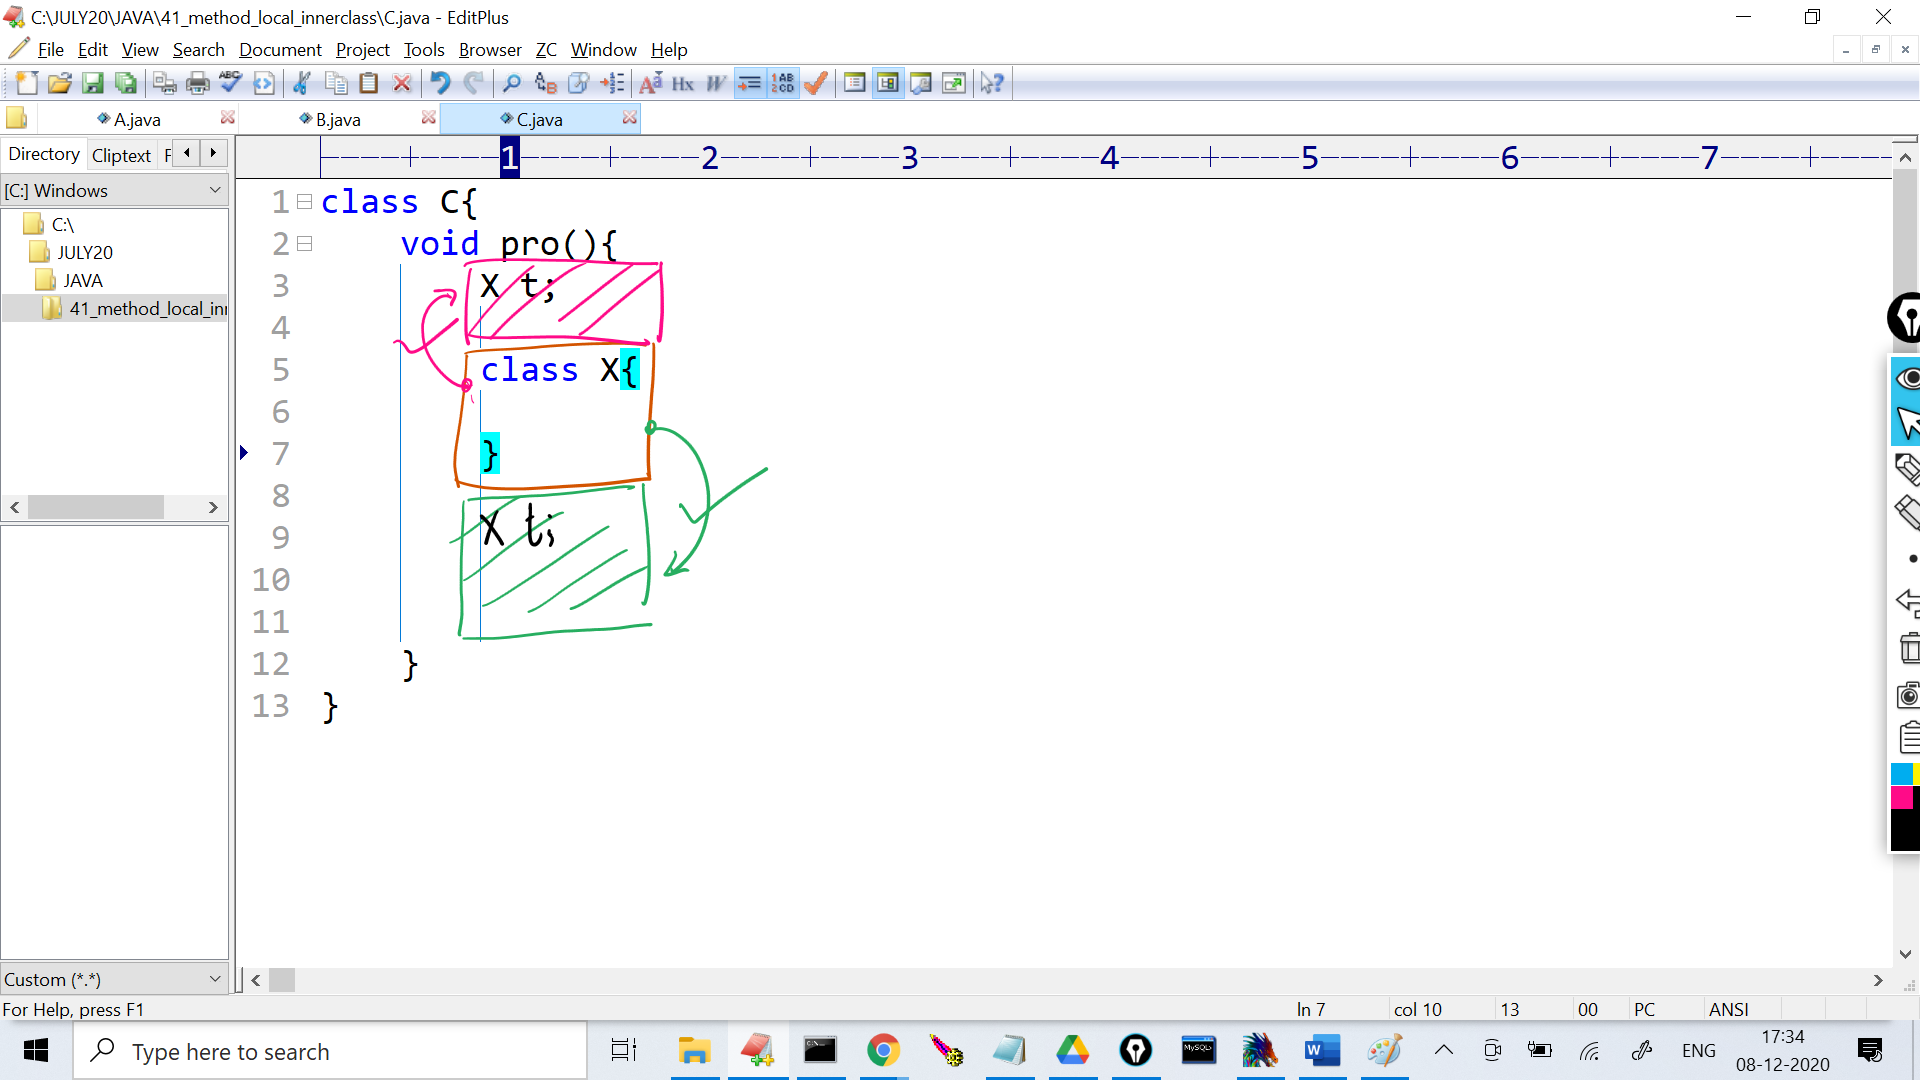 C:\JULY20\JAVA\41_method_local_innerclass\C.java - EditPlus
File Edit View Search Document Project Tools Browser ZC Window Help
A.java B.java C.java
Directory Cliptext F
[C:] Windows
C:\
JULY20
JAVA
41_method_local_inn
1 2 3 4 5 6 7
1 class C{
2 void pro(){
3 X t;
4
5 class X{
6
7 }
8
9 X t;
10
11
12 }
13 }
Custom (*.*)
For Help, press F1 ln 7 col 10 13 00 PC ANSI
Type here to search
MySQL
ENG
17:34
08-12-2020